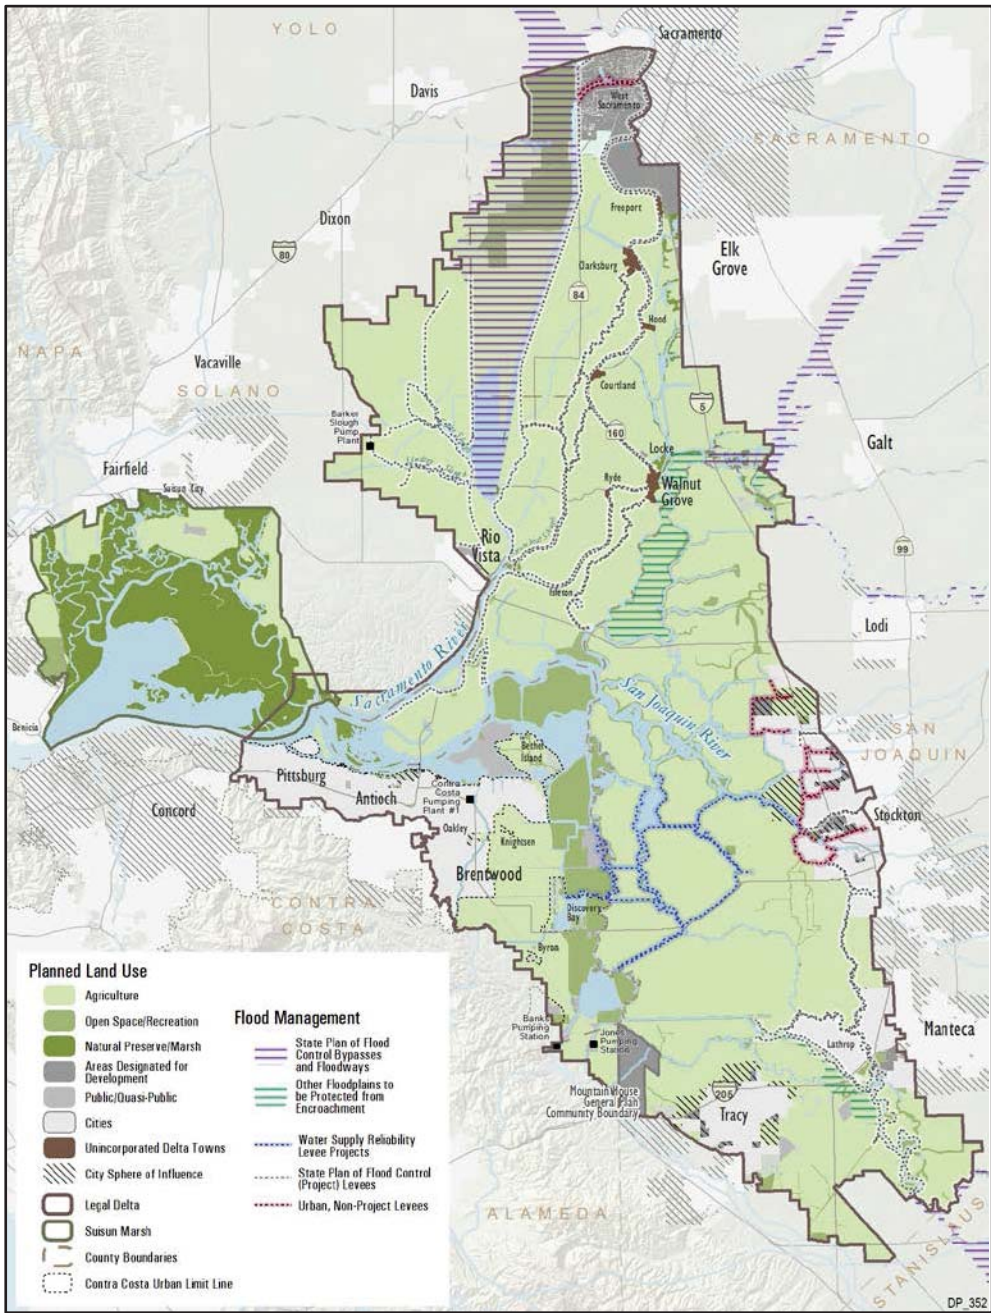 YOLO
Sacramento
Davis
West
Sacramento
SACRAMENTO
Freeport
Dixon
80
Elk
Grove
Clarksburg
84
Hood
NAPA
Vacaville
SOLANO
Courtland
5
Barker
Slough
Pump
Plant
160
Galt
Locke
Fairfield
Suisun City
Ryde
Walnut
Grove
Rio
Vista
99
Isleton
Lodi
Sacramento River
San Joaquin River
Benicia
SAN
JOAQUIN
Bethel
Island
Pittsburg
Antioch
Concord
Contra
Costa
Pumping
Plant #1
Stockton
Oakley
Knightsen
Brentwood
CONTRA
COSTA
Discovery
Bay
Byron
Banks
Pumping
Station
Jones
Pumping
Station
Manteca
Lathrop
Mountain House
General Plan
Community Boundary
205
Tracy
ALAMEDA
STANISLAUS
Planned Land Use
Agriculture
Open Space/Recreation
Natural Preserve/Marsh
Areas Designated for
Development
Public/Quasi-Public
Cities
Unincorporated Delta Towns
City Sphere of Influence
Legal Delta
Suisun Marsh
County Boundaries
Contra Costa Urban Limit Line
Flood Management
State Plan of Flood
Control Bypasses
and Floodways
Other Floodplains to
be Protected from
Encroachment
Water Supply Reliability
Levee Projects
State Plan of Flood Control
(Project) Levees
Urban, Non-Project Levees
DP_352